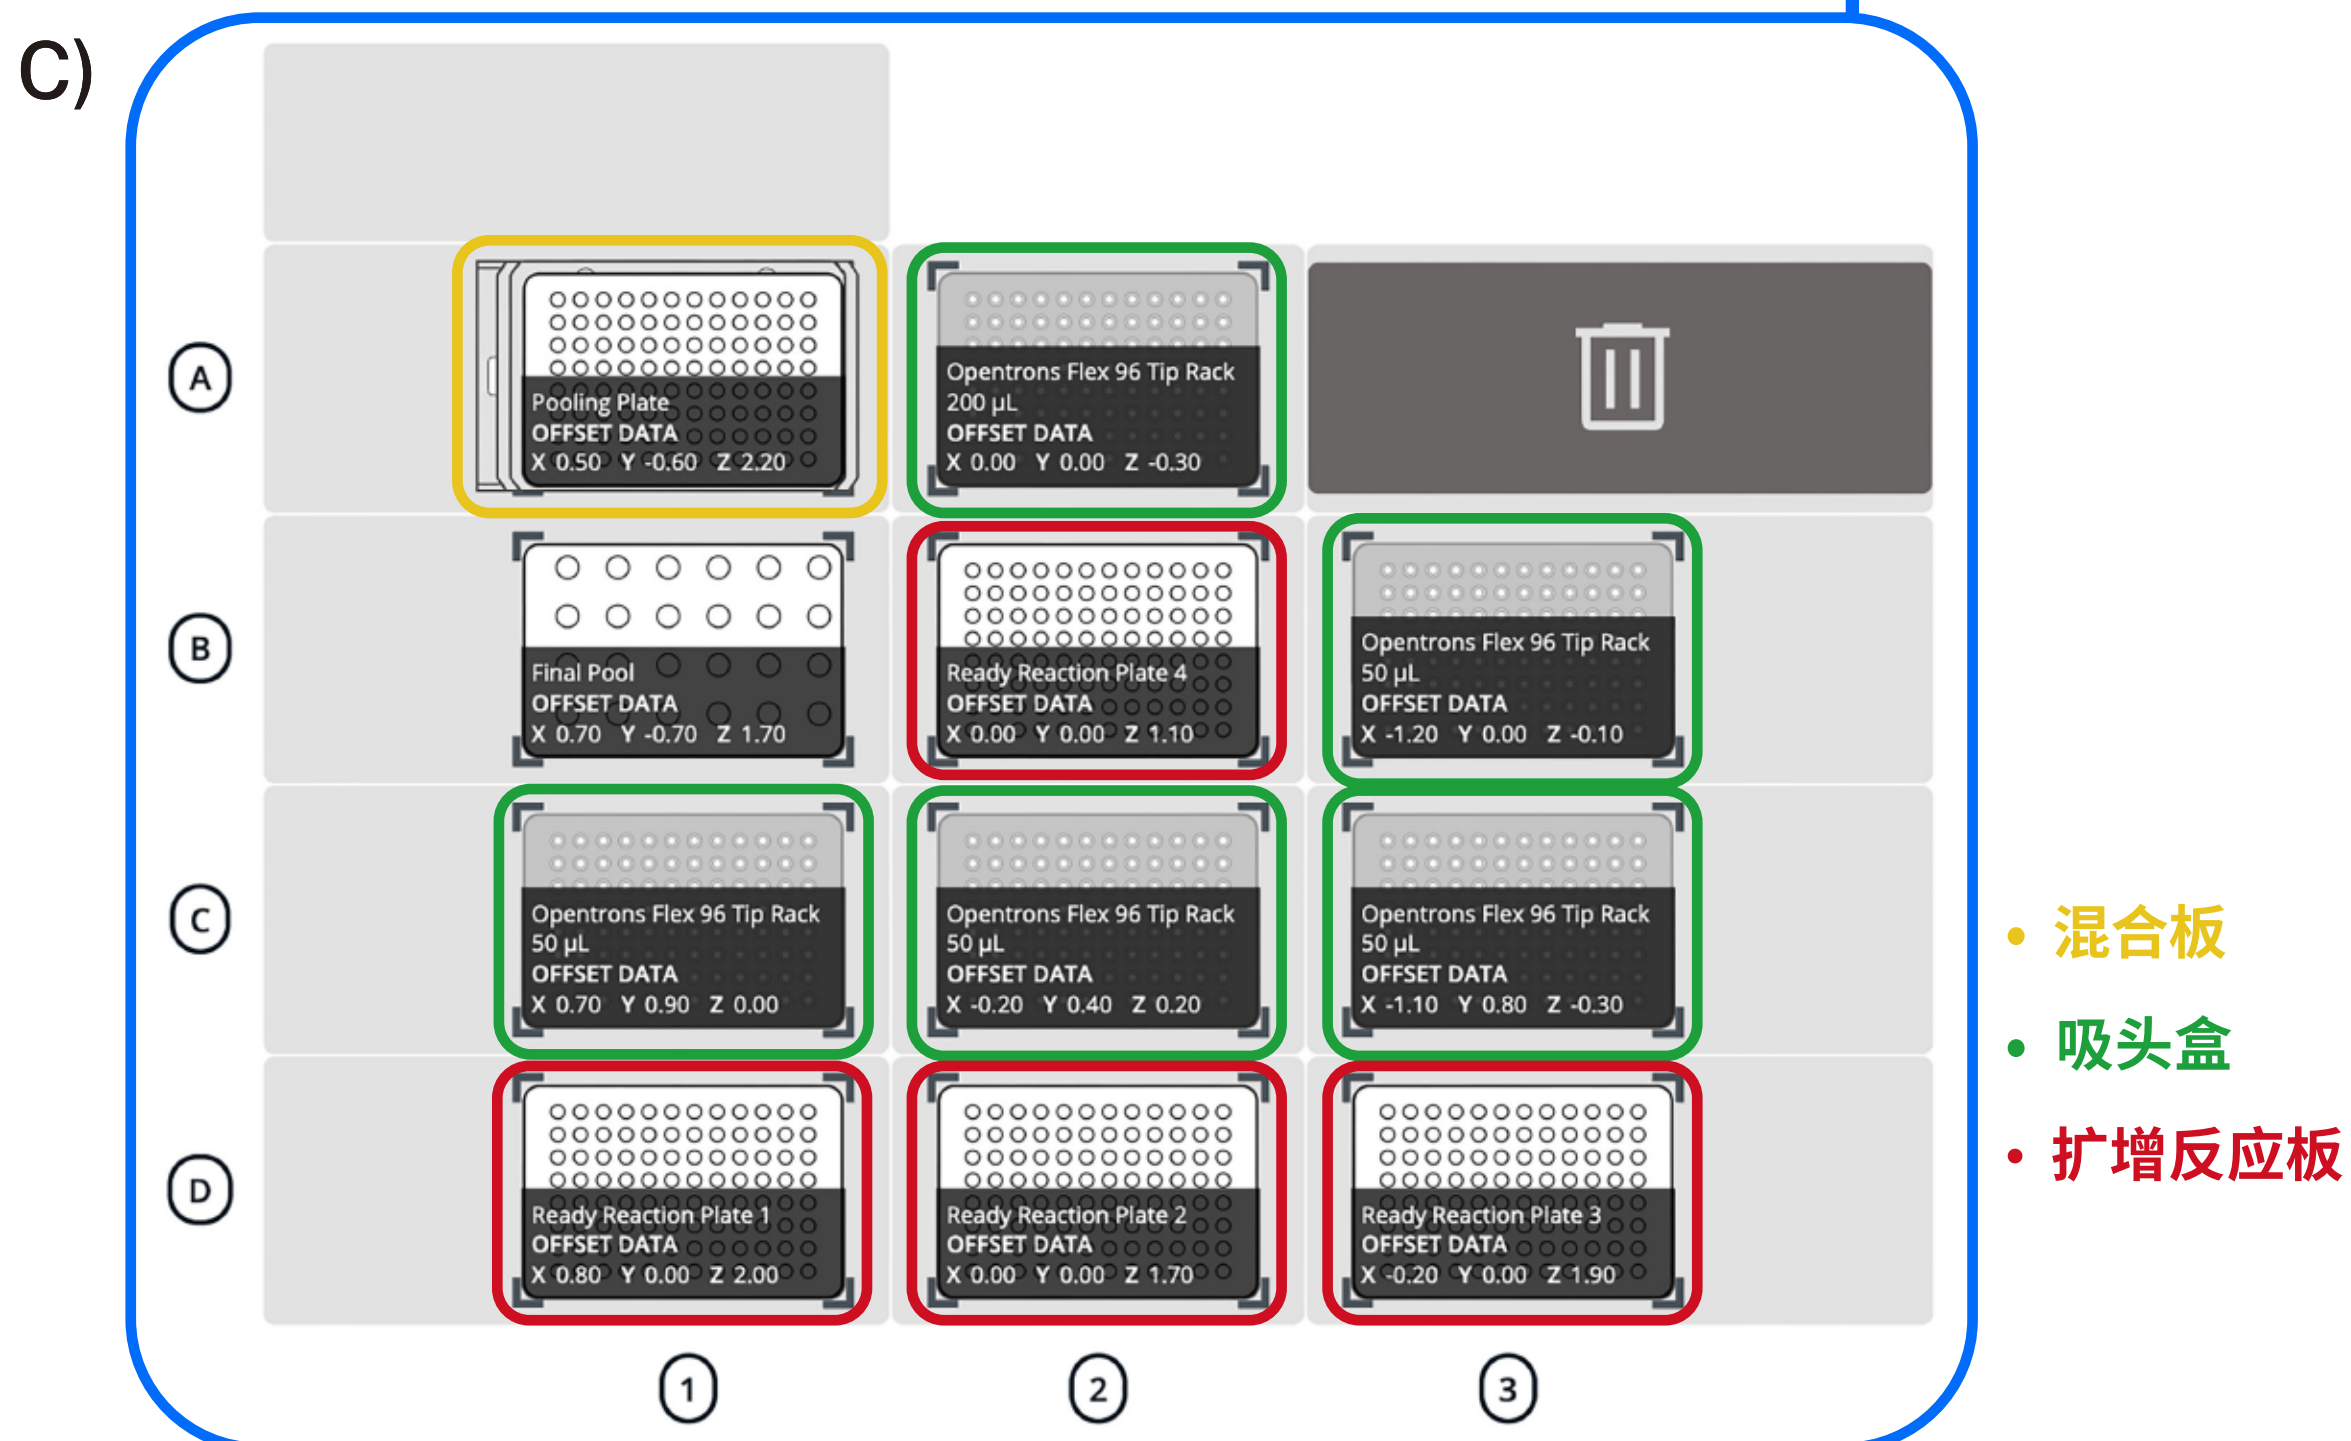 C)
A
Pooling Plate
OFFSET DATA
X 0.50 Y -0.60 Z 2.20
Opentrons Flex 96 Tip Rack
200 µL
OFFSET DATA
X 0.00 Y 0.00 Z -0.30
B
Final Pool
OFFSET DATA
X 0.70 Y -0.70 Z 1.70
Ready Reaction Plate 4
OFFSET DATA
X 0.00 Y 0.00 Z 1.10
Opentrons Flex 96 Tip Rack
50 µL
OFFSET DATA
X -1.20 Y 0.00 Z -0.10
C
Opentrons Flex 96 Tip Rack
50 µL
OFFSET DATA
X 0.70 Y 0.90 Z 0.00
Opentrons Flex 96 Tip Rack
50 µL
OFFSET DATA
X -0.20 Y 0.40 Z 0.20
Opentrons Flex 96 Tip Rack
50 µL
OFFSET DATA
X -1.10 Y 0.80 Z -0.30
D
Ready Reaction Plate 1
OFFSET DATA
X 0.80 Y 0.00 Z 2.00
Ready Reaction Plate 2
OFFSET DATA
X 0.00 Y 0.00 Z 1.70
Ready Reaction Plate 3
OFFSET DATA
X -0.20 Y 0.00 Z 1.90
1
2
3
• 混合板
• 吸头盒
• 扩增反应板